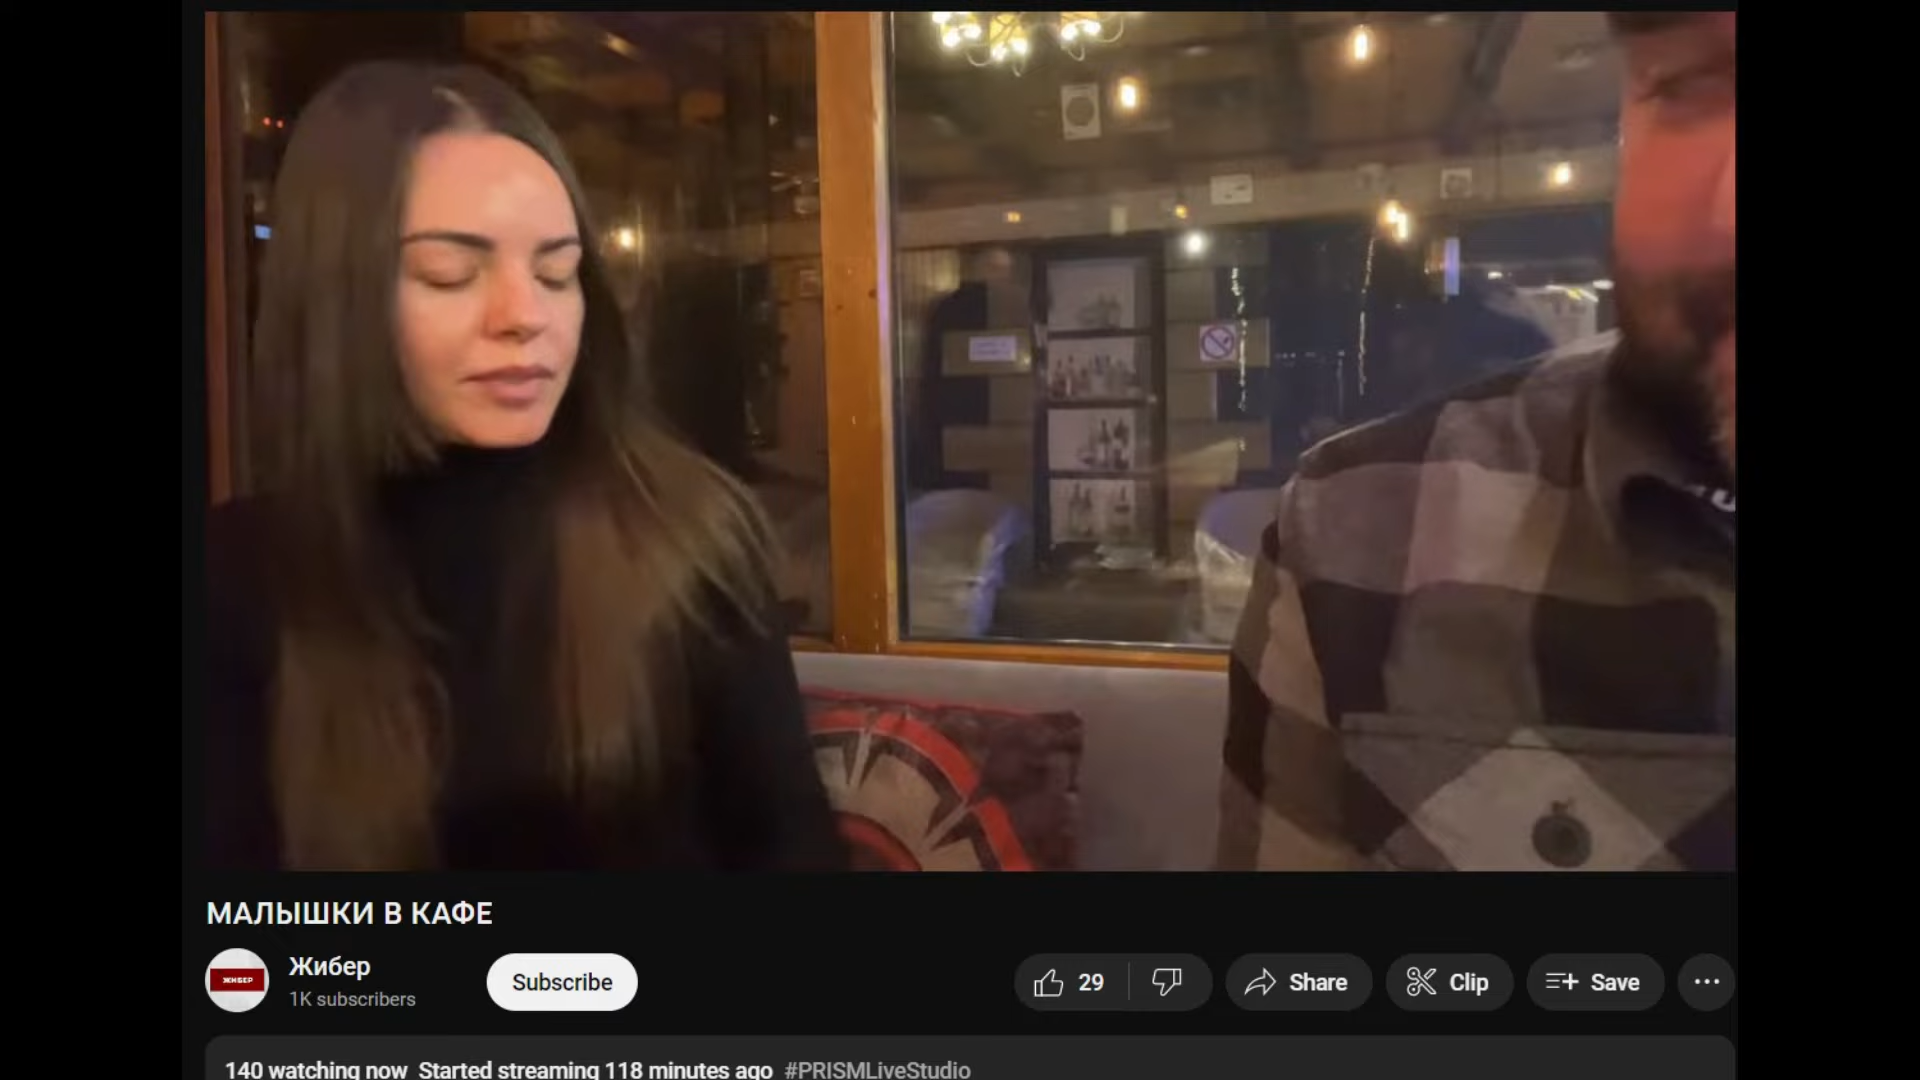 МАЛЫШКИ В КАФЕ
ЖИБЕР
Жибер
1K subscribers
Subscribe
29
Share
Clip
Save
140 watching now Started streaming 118 minutes ago #PRISMLiveStudio